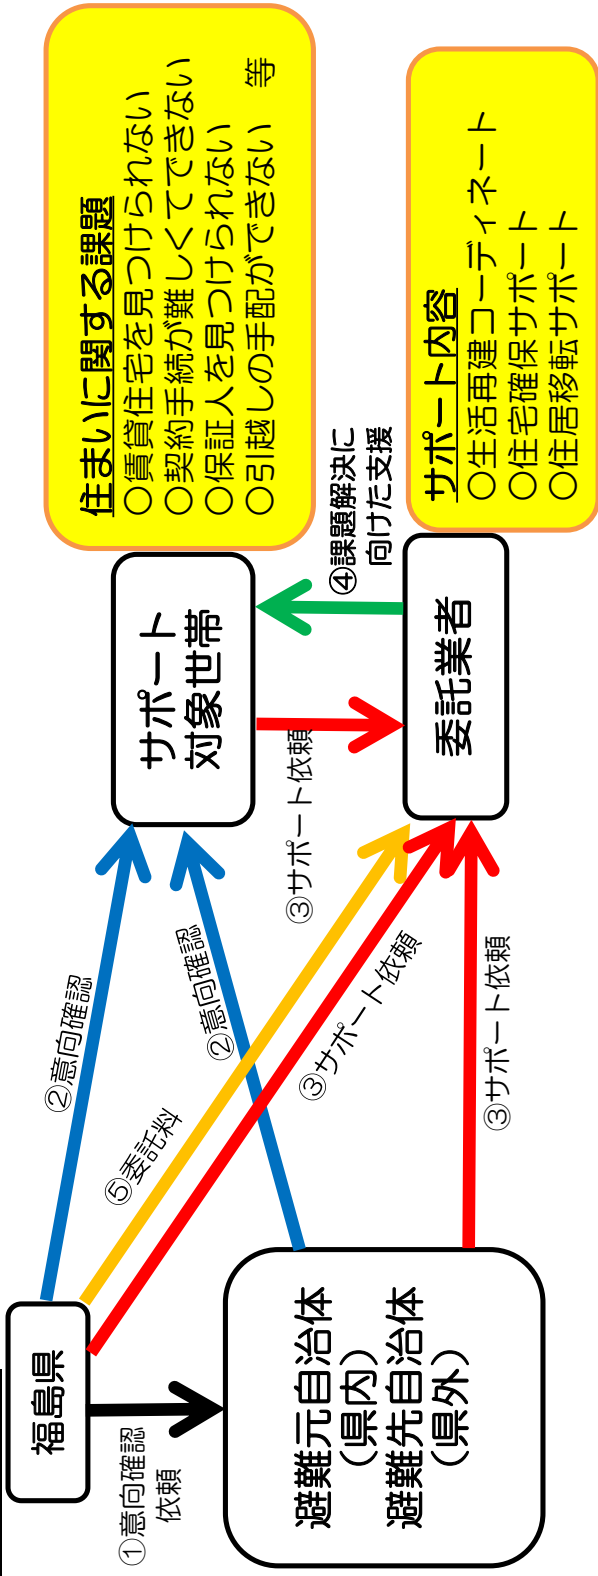 福島県
①意向確認
依頼
避難元自治体
（県内）
避難先自治体
（県外）
②意向確認
②意向確認
⑤委託料
③サポート依頼
③サポート依頼
③サポート依頼
サポート
対象世帯
④課題解決に
向けた支援
委託業者
住まいに関する課題
○賃貸住宅を見つけられない
○契約手続が難しくてできない
○保証人を見つけられない
○引越しの手配ができない　等
サポート内容
○生活再建コーディネート
○住宅確保サポート
○住居移転サポート